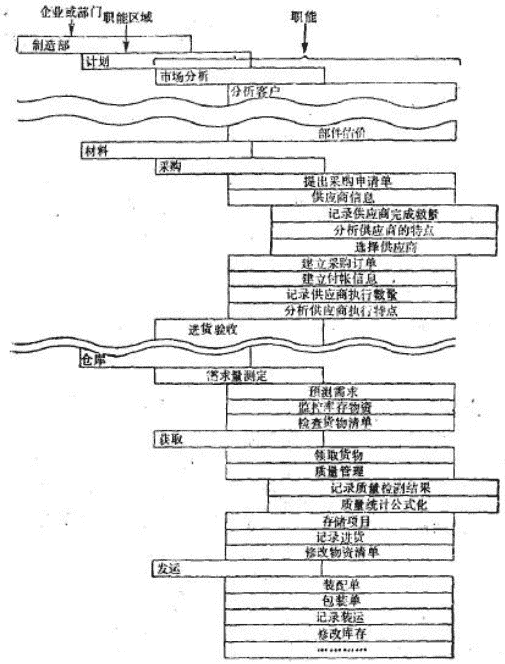 企业或部门
职能区域
职能
制造部
计划
市场分析
分析客户
部件估价
材料
采购
提出采购申请单
供应商信息
记录供应商完成数量
分析供应商的特点
选择供应商
建立采购订单
建立付帐信息
记录供应商执行数量
分析供应商执行特点
进货验收
仓库
需求量测定
预测需求
监控库存物资
检查货物清单
获取
领取货物
质量管理
记录质量检测结果
质量统计公式化
存储项目
记录进货
修改物资清单
发运
装配单
包装单
记录装运
修改库存
………